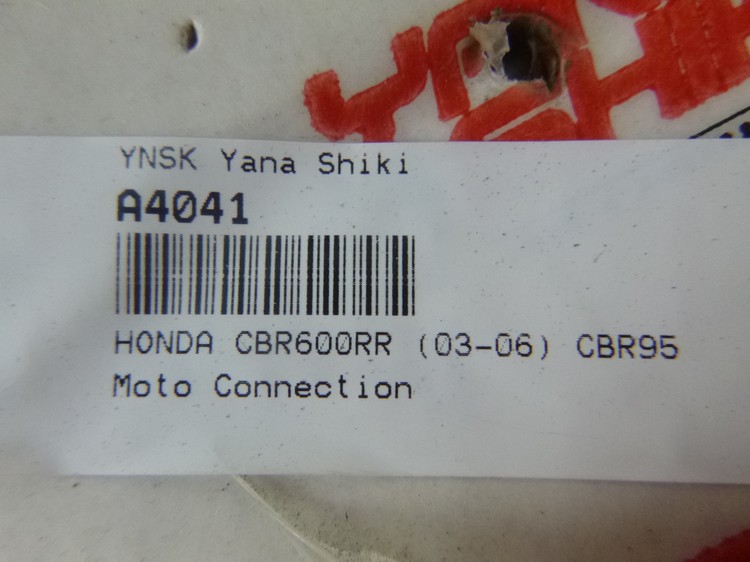 YNSK Yana Shiki
A4041
HONDA CBR600RR (03-06) CBR95
Moto Connection